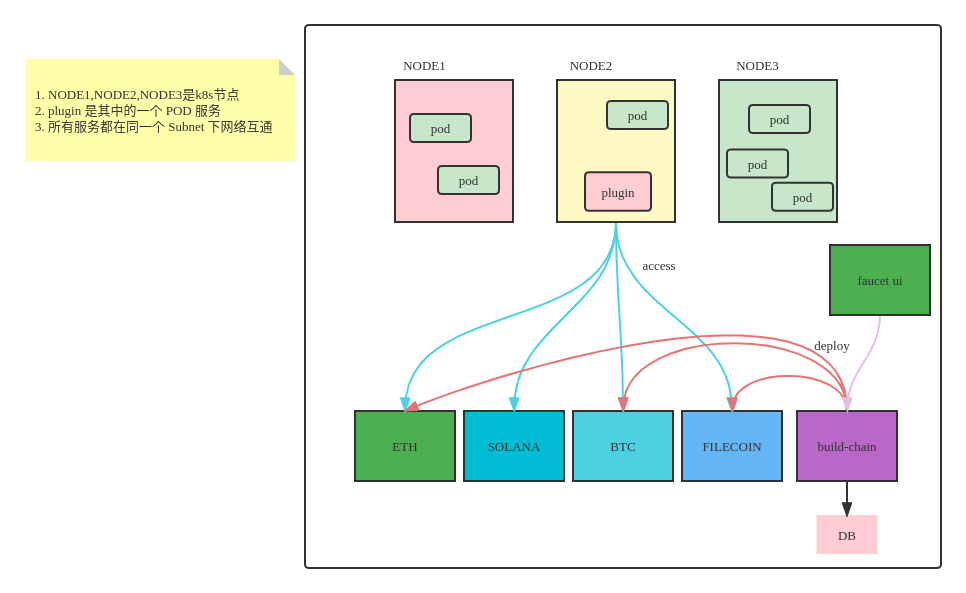 1. NODE1,NODE2,NODE3是k8s节点
2. plugin 是其中的一个 POD 服务
3. 所有服务都在同一个 Subnet 下网络互通
NODE1
NODE2
NODE3
pod
pod
pod
plugin
pod
pod
pod
access
faucet ui
deploy
ETH
SOLANA
BTC
FILECOIN
build-chain
DB